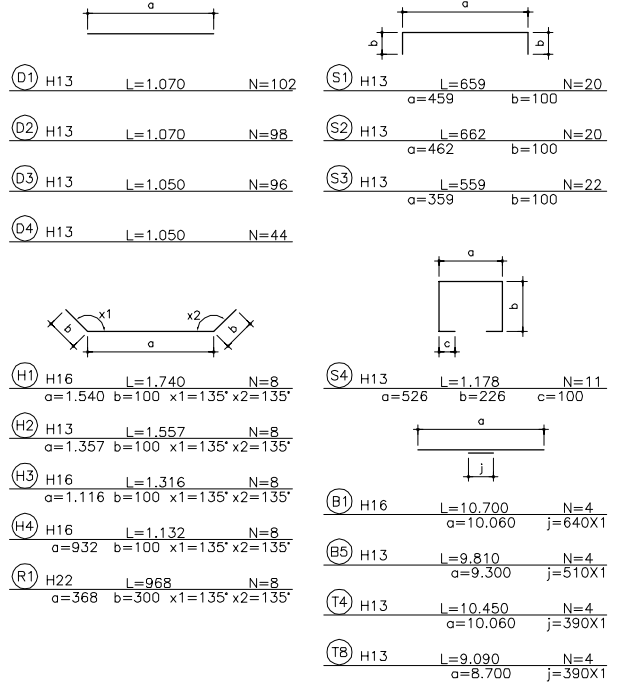 a
D1 H13 L=1.070 N=102
D2 H13 L=1.070 N=98
D3 H13 L=1.050 N=96
D4 H13 L=1.050 N=44
x1 x2
b b
a
H1 H16 L=1.740 N=8
a=1.540 b=100 x1=135° x2=135°
H2 H13 L=1.557 N=8
a=1.357 b=100 x1=135° x2=135°
H3 H16 L=1.316 N=8
a=1.116 b=100 x1=135° x2=135°
H4 H16 L=1.132 N=8
a=932 b=100 x1=135° x2=135°
R1 H22 L=968 N=8
a=368 b=300 x1=135° x2=135°
a
b b
S1 H13 L=659 N=20
a=459 b=100
S2 H13 L=662 N=20
a=462 b=100
S3 H13 L=559 N=22
a=359 b=100
a
b
c
S4 H13 L=1.178 N=11
a=526 b=226 c=100
a
j
B1 H16 L=10.700 N=4
a=10.060 j=640X1
B5 H13 L=9.810 N=4
a=9.300 j=510X1
T4 H13 L=10.450 N=4
a=10.060 j=390X1
T8 H13 L=9.090 N=4
a=8.700 j=390X1